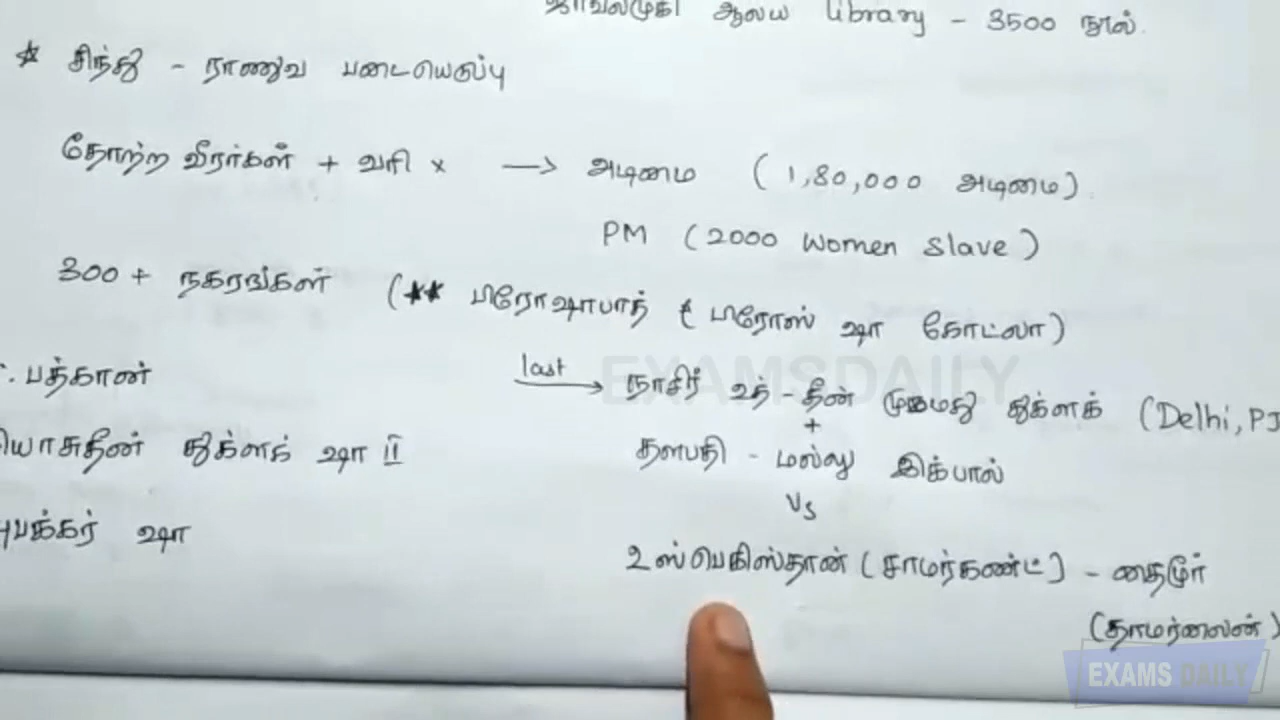 ஆலய library - 3500 நூல்.
* சிந்து - ராணுவ படையெடுப்பு
தோற்ற வீரர்கள் + வரி × → அடிமை (1,80,000 அடிமை).
PM (2000 women slave)
300+ நகரங்கள் (** பிரோஷாபாத் & பிரோஸ் ஷா கோட்லா)
பத்கான்
யாசுதீன் துக்ளக் ஷா II
பக்கர் ஷா
last → நாசிர் உத்-தீன் முகமது துக்ளக் (Delhi, PJ
+
தளபதி - மல்லு இக்பால்
Vs
உஸ்பெகிஸ்தான் (சாமர்கண்ட்) - தைமூர்
(தாமர்லைன்)
EXAMSDAILY
EXAMS DAILY